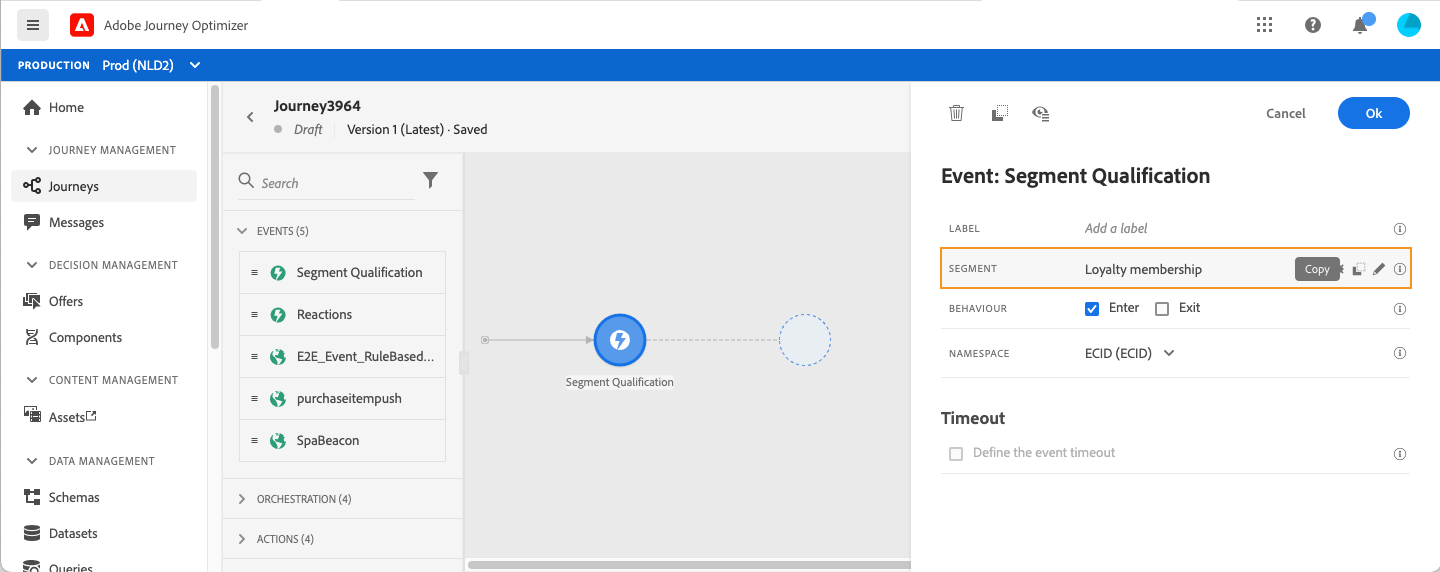 Adobe Journey Optimizer
PRODUCTION Prod (NLD2)
Home
JOURNEY MANAGEMENT
Journeys
Messages
DECISION MANAGEMENT
Offers
Components
CONTENT MANAGEMENT
Assets
DATA MANAGEMENT
Schemas
Datasets
Queries
Journey3964
Draft Version 1 (Latest) · Saved
Search
EVENTS (5)
Segment Qualification
Reactions
E2E_Event_RuleBased...
purchaseitempush
SpaBeacon
ORCHESTRATION (4)
ACTIONS (4)
Segment Qualification
Cancel Ok
Event: Segment Qualification
LABEL Add a label
SEGMENT Loyalty membership Copy
BEHAVIOUR Enter Exit
NAMESPACE ECID (ECID)
Timeout
Define the event timeout